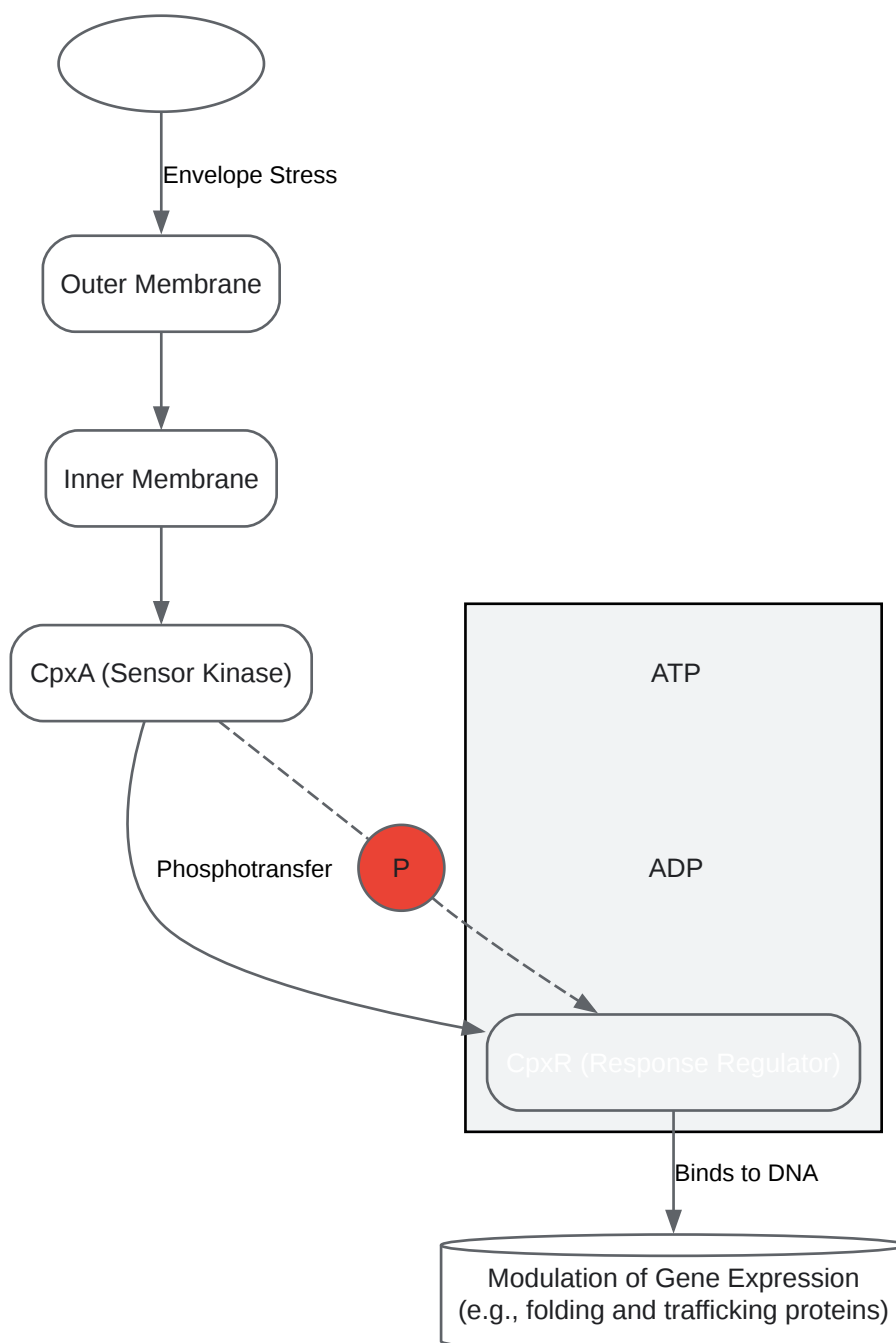 Envelope Stress
Outer Membrane
Inner Membrane
CpxA (Sensor Kinase)
ATP
Phosphotransfer
P
ADP
CpxR (Response Regulator)
Binds to DNA
Modulation of Gene Expression
(e.g., folding and trafficking proteins)